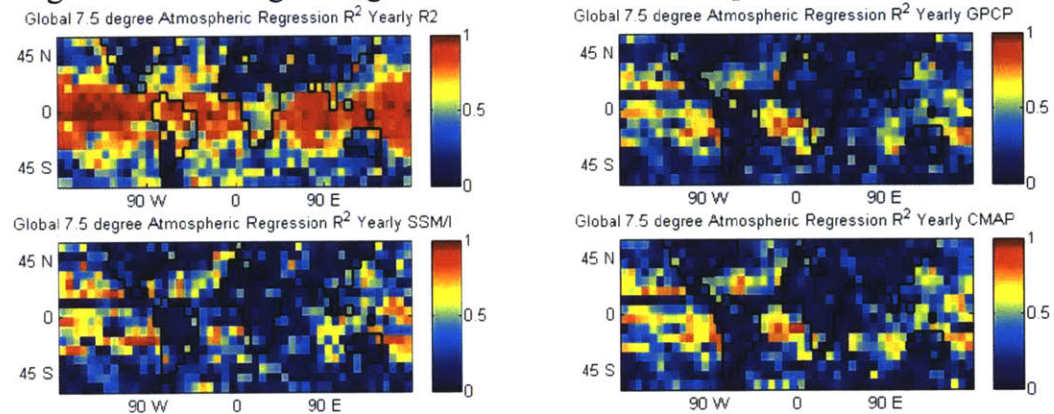 Global 7.5 degree Atmospheric Regression R² Yearly R2
45 N
0
45 S
90 W 0 90 E
1
0.5
0
Global 7.5 degree Atmospheric Regression R² Yearly GPCP
45 N
0
45 S
90 W 0 90 E
1
0.5
0
Global 7.5 degree Atmospheric Regression R² Yearly SSM/I
45 N
0
45 S
90 W 0 90 E
1
0.5
0
Global 7.5 degree Atmospheric Regression R² Yearly CMAP
45 N
0
45 S
90 W 0 90 E
1
0.5
0